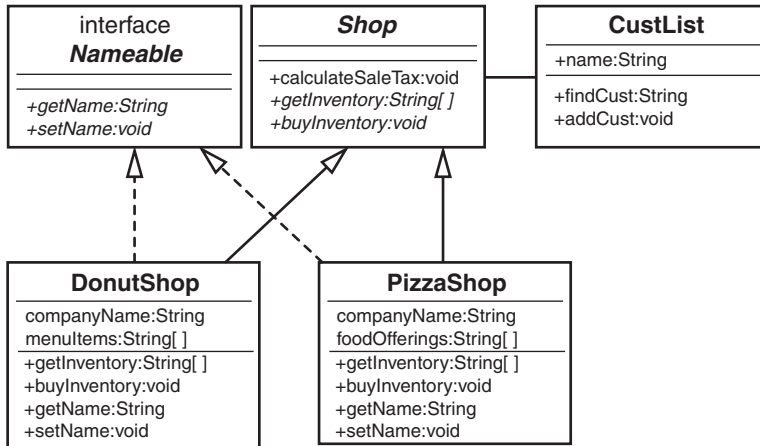 interface
Nameable
+getName:String
+setName:void
Shop
+calculateSaleTax:void
+getInventory:String[ ]
+buyInventory:void
CustList
+name:String
+findCust:String
+addCust:void
DonutShop
companyName:String
menuItems:String[ ]
+getInventory:String[ ]
+buyInventory:void
+getName:String
+setName:void
PizzaShop
companyName:String
foodOfferings:String[ ]
+getInventory:String[ ]
+buyInventory:void
+getName:String
+setName:void